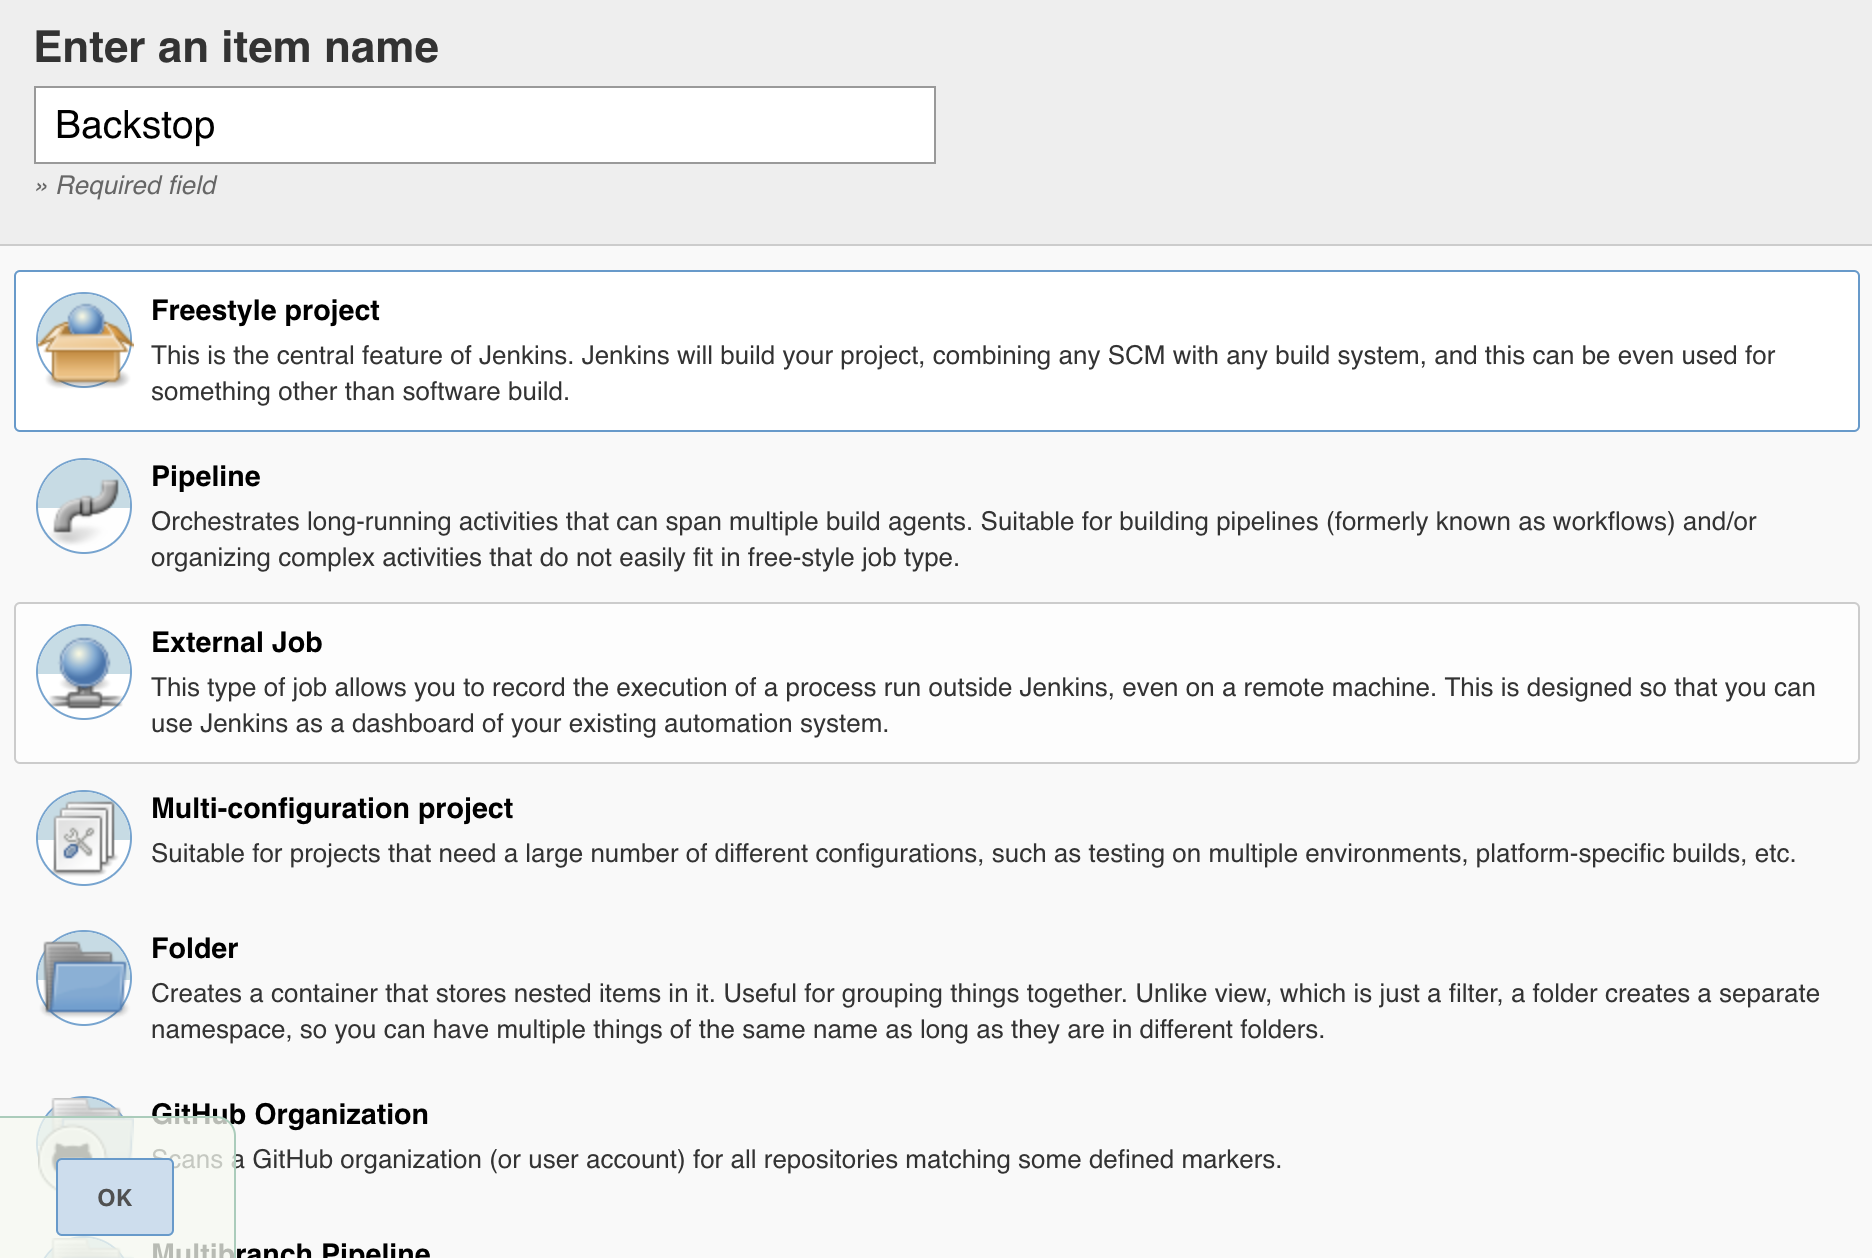 Enter an item name
Backstop
» Required field
Freestyle project
This is the central feature of Jenkins. Jenkins will build your project, combining any SCM with any build system, and this can be even used for
something other than software build.
Pipeline
Orchestrates long-running activities that can span multiple build agents. Suitable for building pipelines (formerly known as workflows) and/or
organizing complex activities that do not easily fit in free-style job type.
External Job
This type of job allows you to record the execution of a process run outside Jenkins, even on a remote machine. This is designed so that you can
use Jenkins as a dashboard of your existing automation system.
Multi-configuration project
Suitable for projects that need a large number of different configurations, such as testing on multiple environments, platform-specific builds, etc.
Folder
Creates a container that stores nested items in it. Useful for grouping things together. Unlike view, which is just a filter, a folder creates a separate
namespace, so you can have multiple things of the same name as long as they are in different folders.
GitHub Organization
Scans a GitHub organization (or user account) for all repositories matching some defined markers.
OK
Multibranch Pipeline